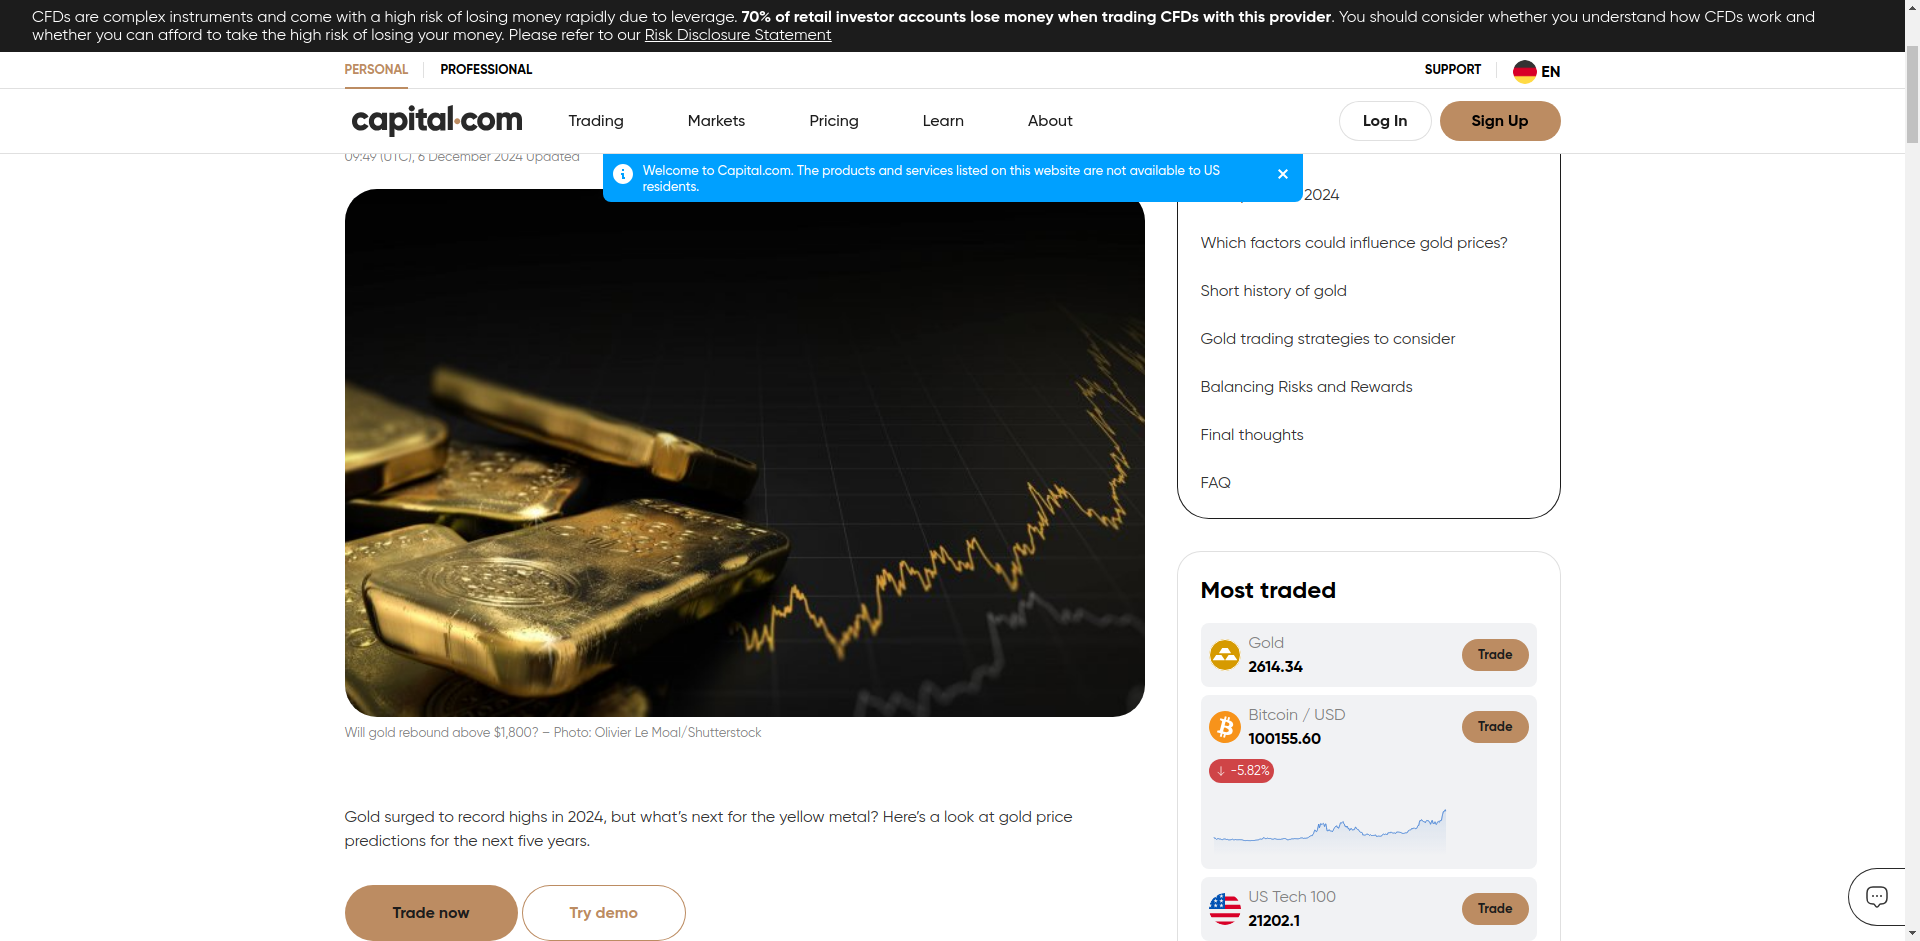 CFDs are complex instruments and come with a high risk of losing money rapidly due to leverage. 70% of retail investor accounts lose money when trading CFDs with this provider. You should consider whether you understand how CFDs work and
whether you can afford to take the high risk of losing your money. Please refer to our Risk Disclosure Statement
PERSONAL
PROFESSIONAL
SUPPORT
EN
capital.com
Trading
Markets
Pricing
Learn
About
Log In
Sign Up
09:49 (UTC), 6 December 2024 Updated
Welcome to Capital.com. The products and services listed on this website are not available to US
residents.
Will gold rebound above $1,800? – Photo: Olivier Le Moal/Shutterstock
Gold surged to record highs in 2024, but what’s next for the yellow metal? Here’s a look at gold price
predictions for the next five years.
Trade now
Try demo
2024
Which factors could influence gold prices?
Short history of gold
Gold trading strategies to consider
Balancing Risks and Rewards
Final thoughts
FAQ
Most traded
Gold
2614.34
Trade
Bitcoin / USD
100155.60
Trade
↓ -5.82%
US Tech 100
21202.1
Trade